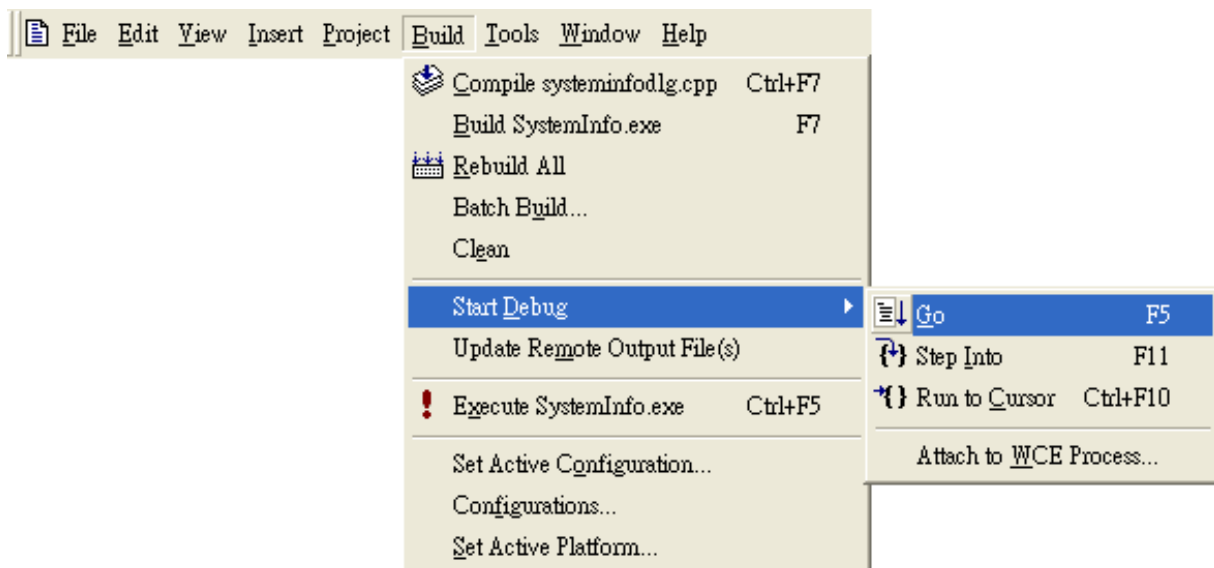 File Edit View Insert Project Build Tools Window Help
Compile systeminfodlg.cpp Ctrl+F7
Build SystemInfo.exe F7
Rebuild All
Batch Build...
Clean
Start Debug
Go F5
Update Remote Output File(s)
Step Into F11
Execute SystemInfo.exe Ctrl+F5
Run to Cursor Ctrl+F10
Attach to WCE Process...
Set Active Configuration...
Configurations...
Set Active Platform...